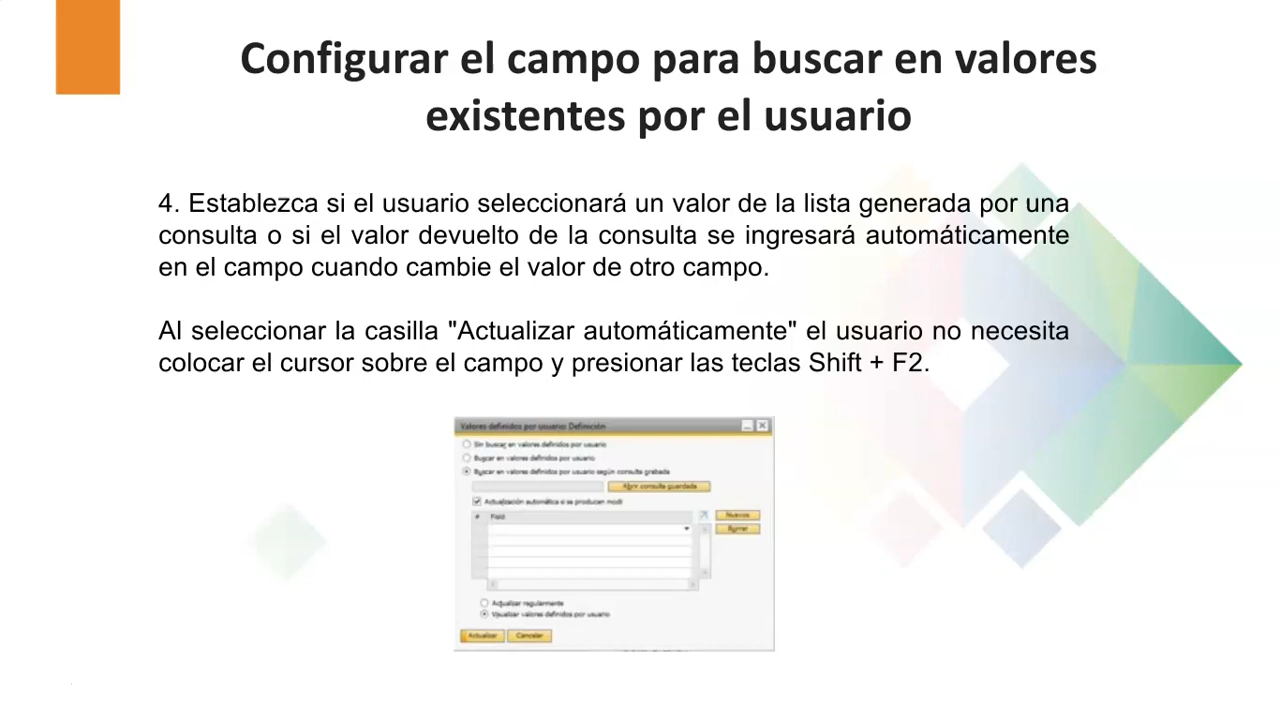 Configurar el campo para buscar en valores
existentes por el usuario
4. Establezca si el usuario seleccionará un valor de la lista generada por una
consulta o si el valor devuelto de la consulta se ingresará automáticamente
en el campo cuando cambie el valor de otro campo.
Al seleccionar la casilla "Actualizar automáticamente" el usuario no necesita
colocar el cursor sobre el campo y presionar las teclas Shift + F2.
Valores definidos por usuario: Definición
Sin buscar en valores definidos por usuario
Buscar en valores definidos por usuario
Buscar en valores definidos por usuario según consulta grabada
Abrir consulta guardada
Actualización automática si se producen modi
# Field
Nuevos
Borrar
Actualizar regularmente
Visualizar valores definidos por usuario
Actualizar Cancelar